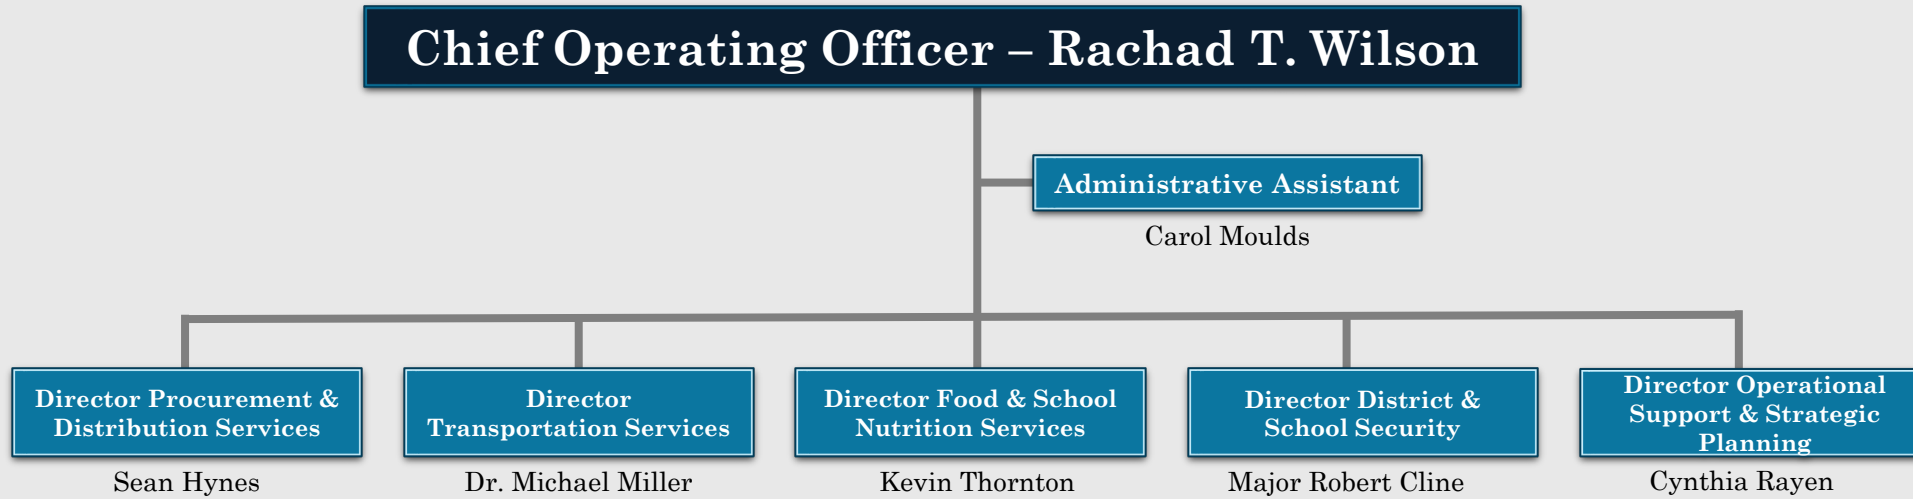 Chief Operating Officer – Rachad T. Wilson
Administrative Assistant
Carol Moulds
Director Procurement &
Distribution Services
Sean Hynes
Director
Transportation Services
Dr. Michael Miller
Director Food & School
Nutrition Services
Kevin Thornton
Director District &
School Security
Major Robert Cline
Director Operational
Support & Strategic
Planning
Cynthia Rayen